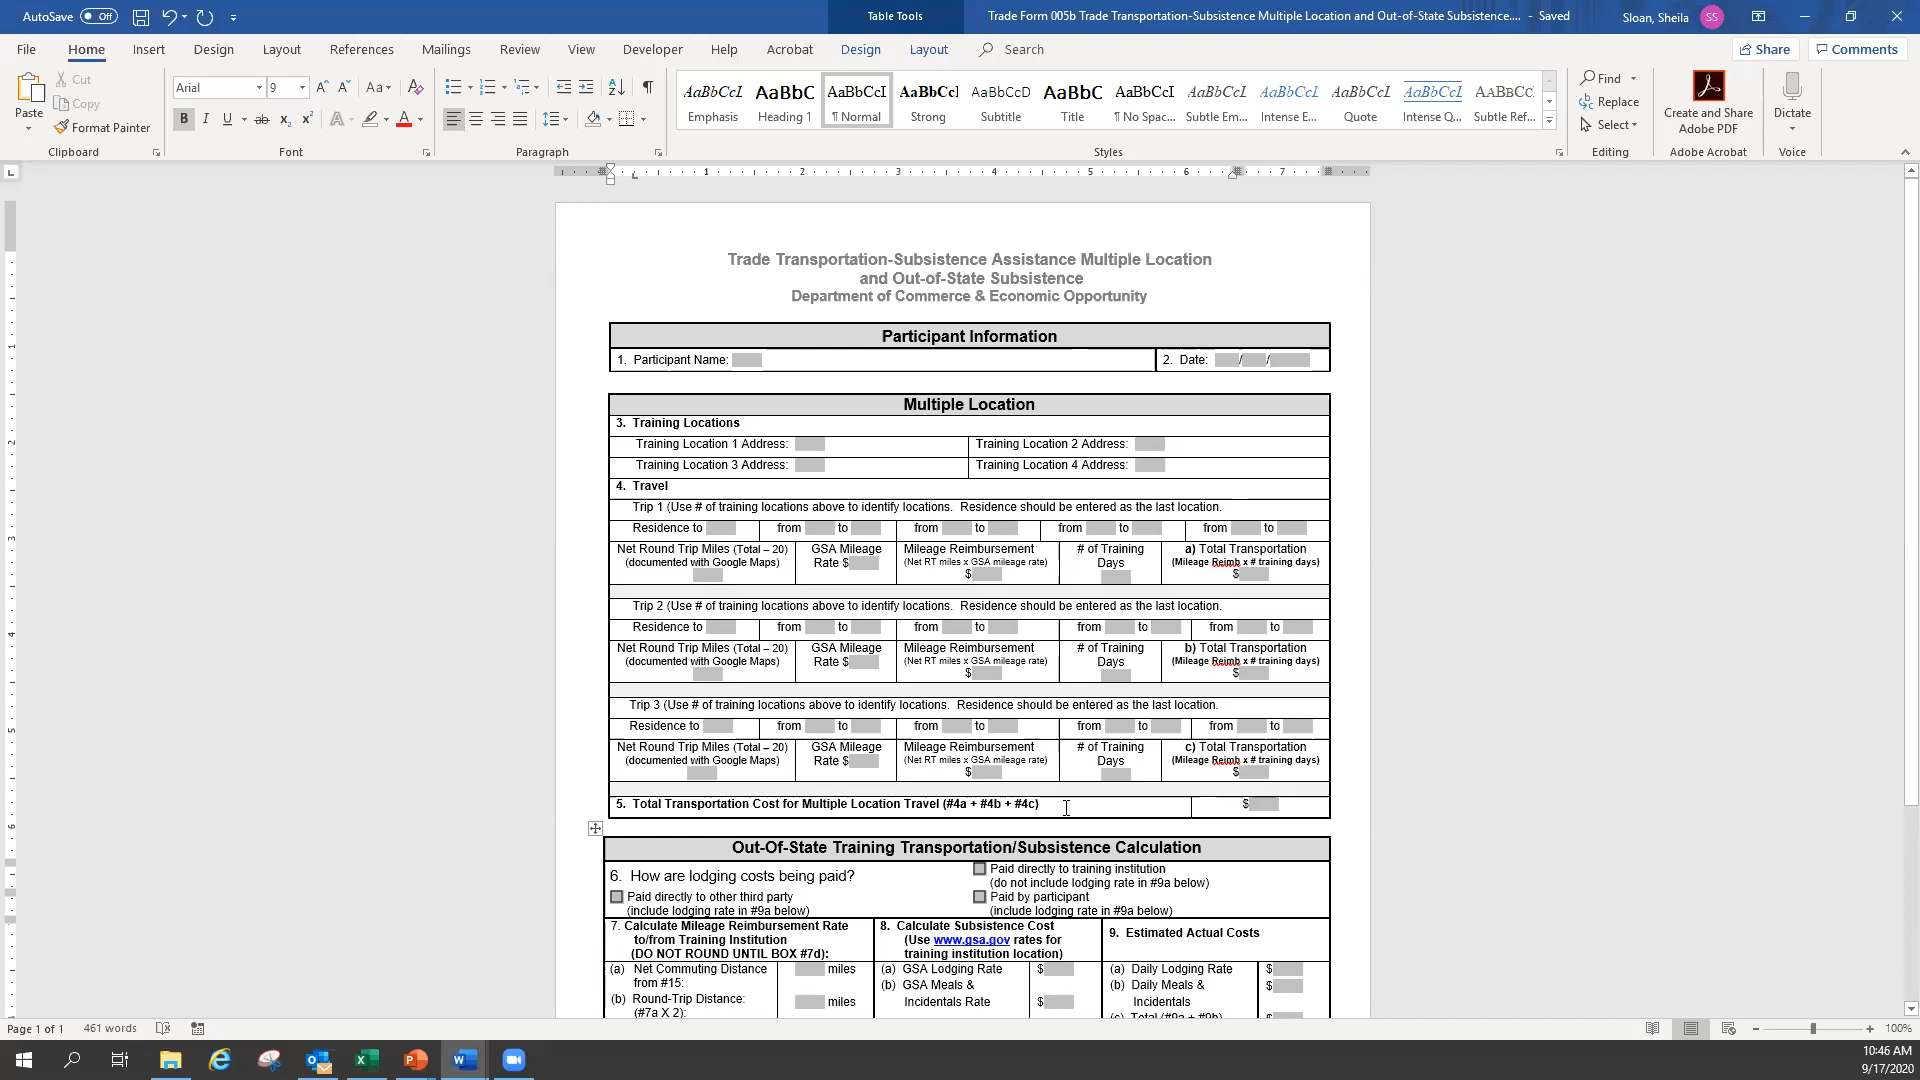 AutoSave Off
Table Tools
Trade Form 005b Trade Transportation-Subsistence Multiple Location and Out-of-State Subsistence.... - Saved
Sloan, Sheila SS
File Home Insert Design Layout References Mailings Review View Developer Help Acrobat Design Layout Search Share Comments
Paste Cut Copy Format Painter
Arial 9
B I U ab x₂ x² A A
AaBbCcL AaBbC AaBbCcI AaBbCcI AaBbCcD AaBbC AaBbCcI AaBbCcL AaBbCcL AaBbCcL AaBbCcL AaBbCc
Emphasis Heading 1 ¶ Normal Strong Subtitle Title ¶ No Spac... Subtle Em... Intense E... Quote Intense Q... Subtle Ref...
Find Replace Select
Create and Share
Adobe PDF
Dictate
Clipboard Font Paragraph Styles Editing Adobe Acrobat Voice
1 2 3 4 5 6 7
Trade Transportation-Subsistence Assistance Multiple Location
and Out-of-State Subsistence
Department of Commerce & Economic Opportunity
Participant Information
1. Participant Name: 2. Date: / /
Multiple Location
3. Training Locations
Training Location 1 Address: Training Location 2 Address:
Training Location 3 Address: Training Location 4 Address:
4. Travel
Trip 1 (Use # of training locations above to identify locations. Residence should be entered as the last location.
Residence to from to from to from to from to
Net Round Trip Miles (Total – 20) GSA Mileage Mileage Reimbursement # of Training a) Total Transportation
(documented with Google Maps) Rate $ (Net RT miles x GSA mileage rate) Days (Mileage Reimb x # training days)
$ $
Trip 2 (Use # of training locations above to identify locations. Residence should be entered as the last location.
Residence to from to from to from to from to
Net Round Trip Miles (Total – 20) GSA Mileage Mileage Reimbursement # of Training b) Total Transportation
(documented with Google Maps) Rate $ (Net RT miles x GSA mileage rate) Days (Mileage Reimb x # training days)
$ $
Trip 3 (Use # of training locations above to identify locations. Residence should be entered as the last location.
Residence to from to from to from to from to
Net Round Trip Miles (Total – 20) GSA Mileage Mileage Reimbursement # of Training c) Total Transportation
(documented with Google Maps) Rate $ (Net RT miles x GSA mileage rate) Days (Mileage Reimb x # training days)
$ $
5. Total Transportation Cost for Multiple Location Travel (#4a + #4b + #4c) $
Out-Of-State Training Transportation/Subsistence Calculation
6. How are lodging costs being paid?
Paid directly to training institution
(do not include lodging rate in #9a below)
Paid directly to other third party
(include lodging rate in #9a below)
Paid by participant
(include lodging rate in #9a below)
7. Calculate Mileage Reimbursement Rate
to/from Training Institution
(DO NOT ROUND UNTIL BOX #7d):
8. Calculate Subsistence Cost
(Use www.gsa.gov rates for
training institution location)
9. Estimated Actual Costs
(a) Net Commuting Distance miles
from #15:
(b) Round-Trip Distance: miles
(#7a X 2):
(a) GSA Lodging Rate $
(b) GSA Meals &
Incidentals Rate $
(a) Daily Lodging Rate $
(b) Daily Meals & $
Incidentals
(c) Total (#9a + #9b) $
Page 1 of 1 461 words 100%
10:46 AM
9/17/2020